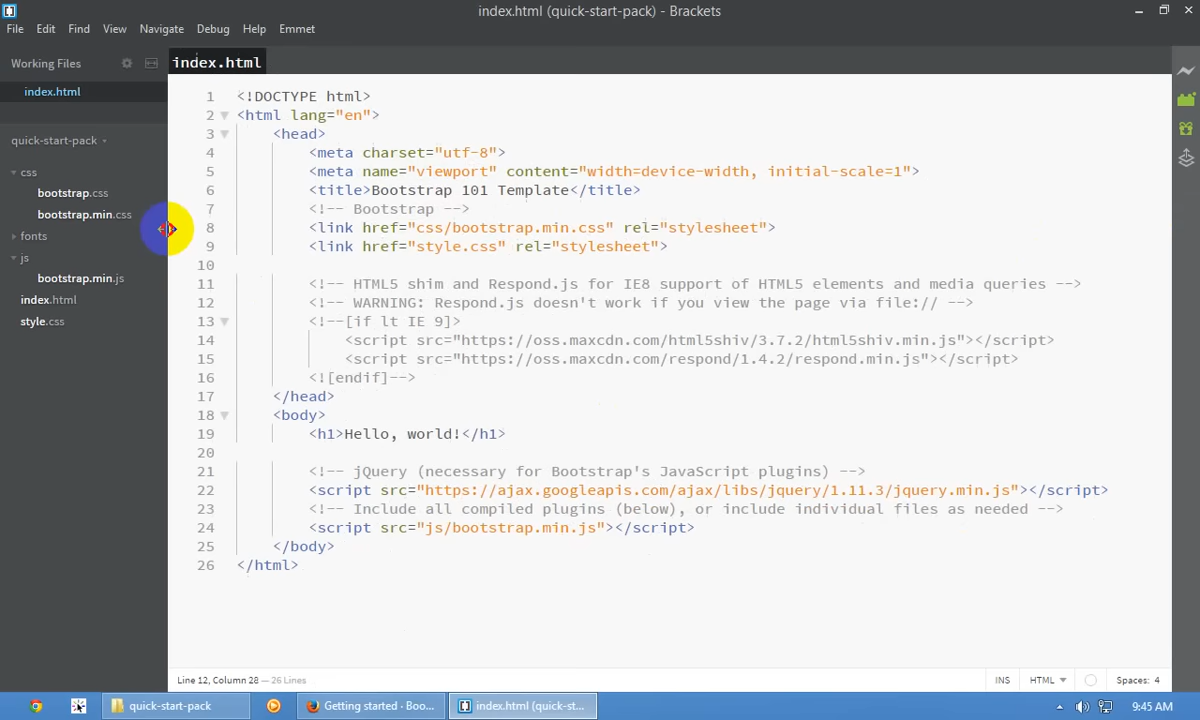 index.html (quick-start-pack) - Brackets
File Edit Find View Navigate Debug Help Emmet
Working Files
index.html
quick-start-pack
css
bootstrap.css
bootstrap.min.css
fonts
js
bootstrap.min.js
index.html
style.css
index.html
1 <!DOCTYPE html>
2 <html lang="en">
3 <head>
4 <meta charset="utf-8">
5 <meta name="viewport" content="width=device-width, initial-scale=1">
6 <title>Bootstrap 101 Template</title>
7 <!-- Bootstrap -->
8 <link href="css/bootstrap.min.css" rel="stylesheet">
9 <link href="style.css" rel="stylesheet">
10
11 <!-- HTML5 shim and Respond.js for IE8 support of HTML5 elements and media queries -->
12 <!-- WARNING: Respond.js doesn't work if you view the page via file:// -->
13 <!--[if lt IE 9]>
14 <script src="https://oss.maxcdn.com/html5shiv/3.7.2/html5shiv.min.js"></script>
15 <script src="https://oss.maxcdn.com/respond/1.4.2/respond.min.js"></script>
16 <![endif]-->
17 </head>
18 <body>
19 <h1>Hello, world!</h1>
20
21 <!-- jQuery (necessary for Bootstrap's JavaScript plugins) -->
22 <script src="https://ajax.googleapis.com/ajax/libs/jquery/1.11.3/jquery.min.js"></script>
23 <!-- Include all compiled plugins (below), or include individual files as needed -->
24 <script src="js/bootstrap.min.js"></script>
25 </body>
26 </html>
Line 12, Column 28 — 26 Lines INS HTML Spaces: 4
quick-start-pack Getting started · Boo... index.html (quick-st... 9:45 AM